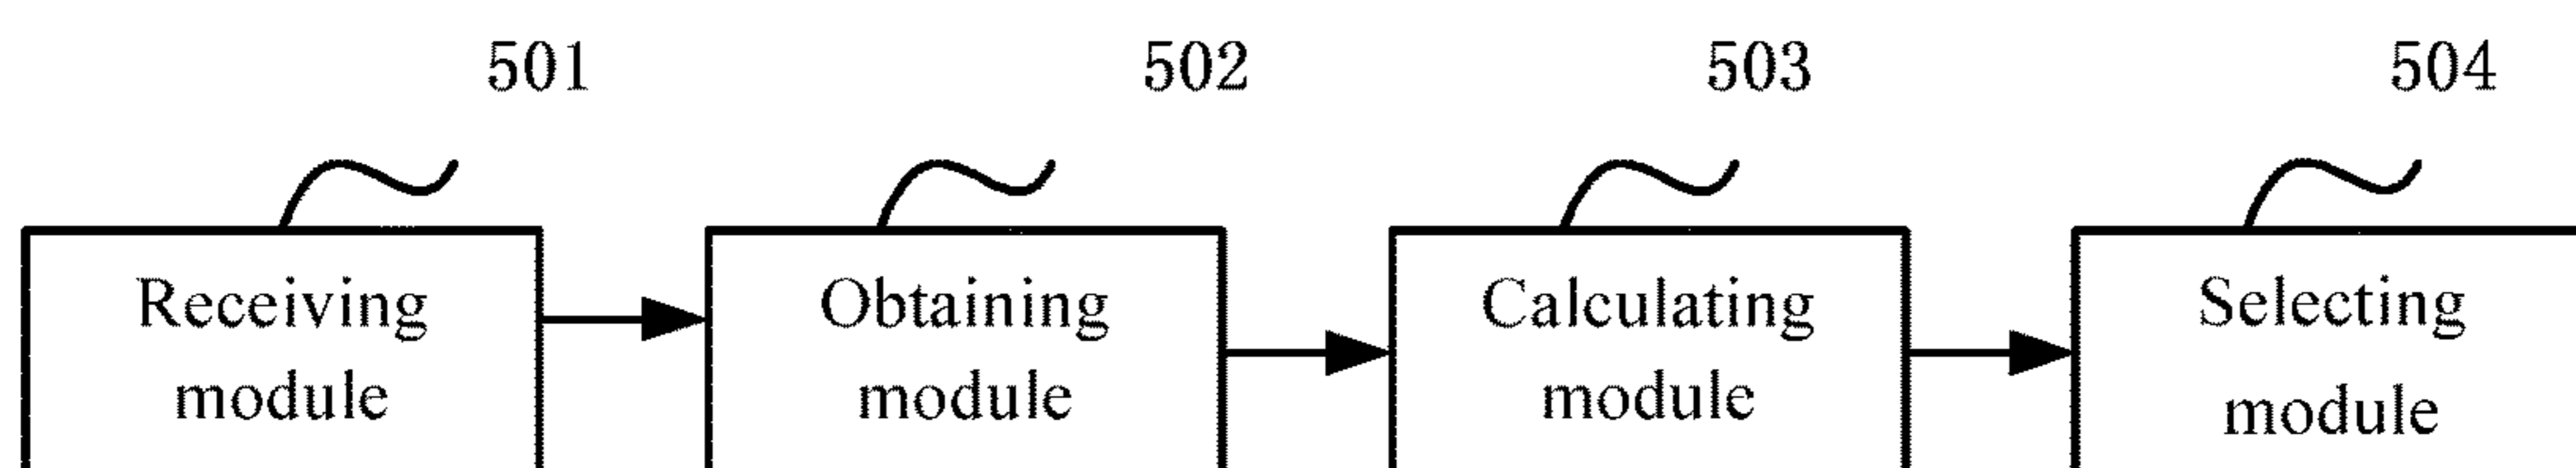 501
502
503
504
Receiving
module
Obtaining
module
Calculating
module
Selecting
module